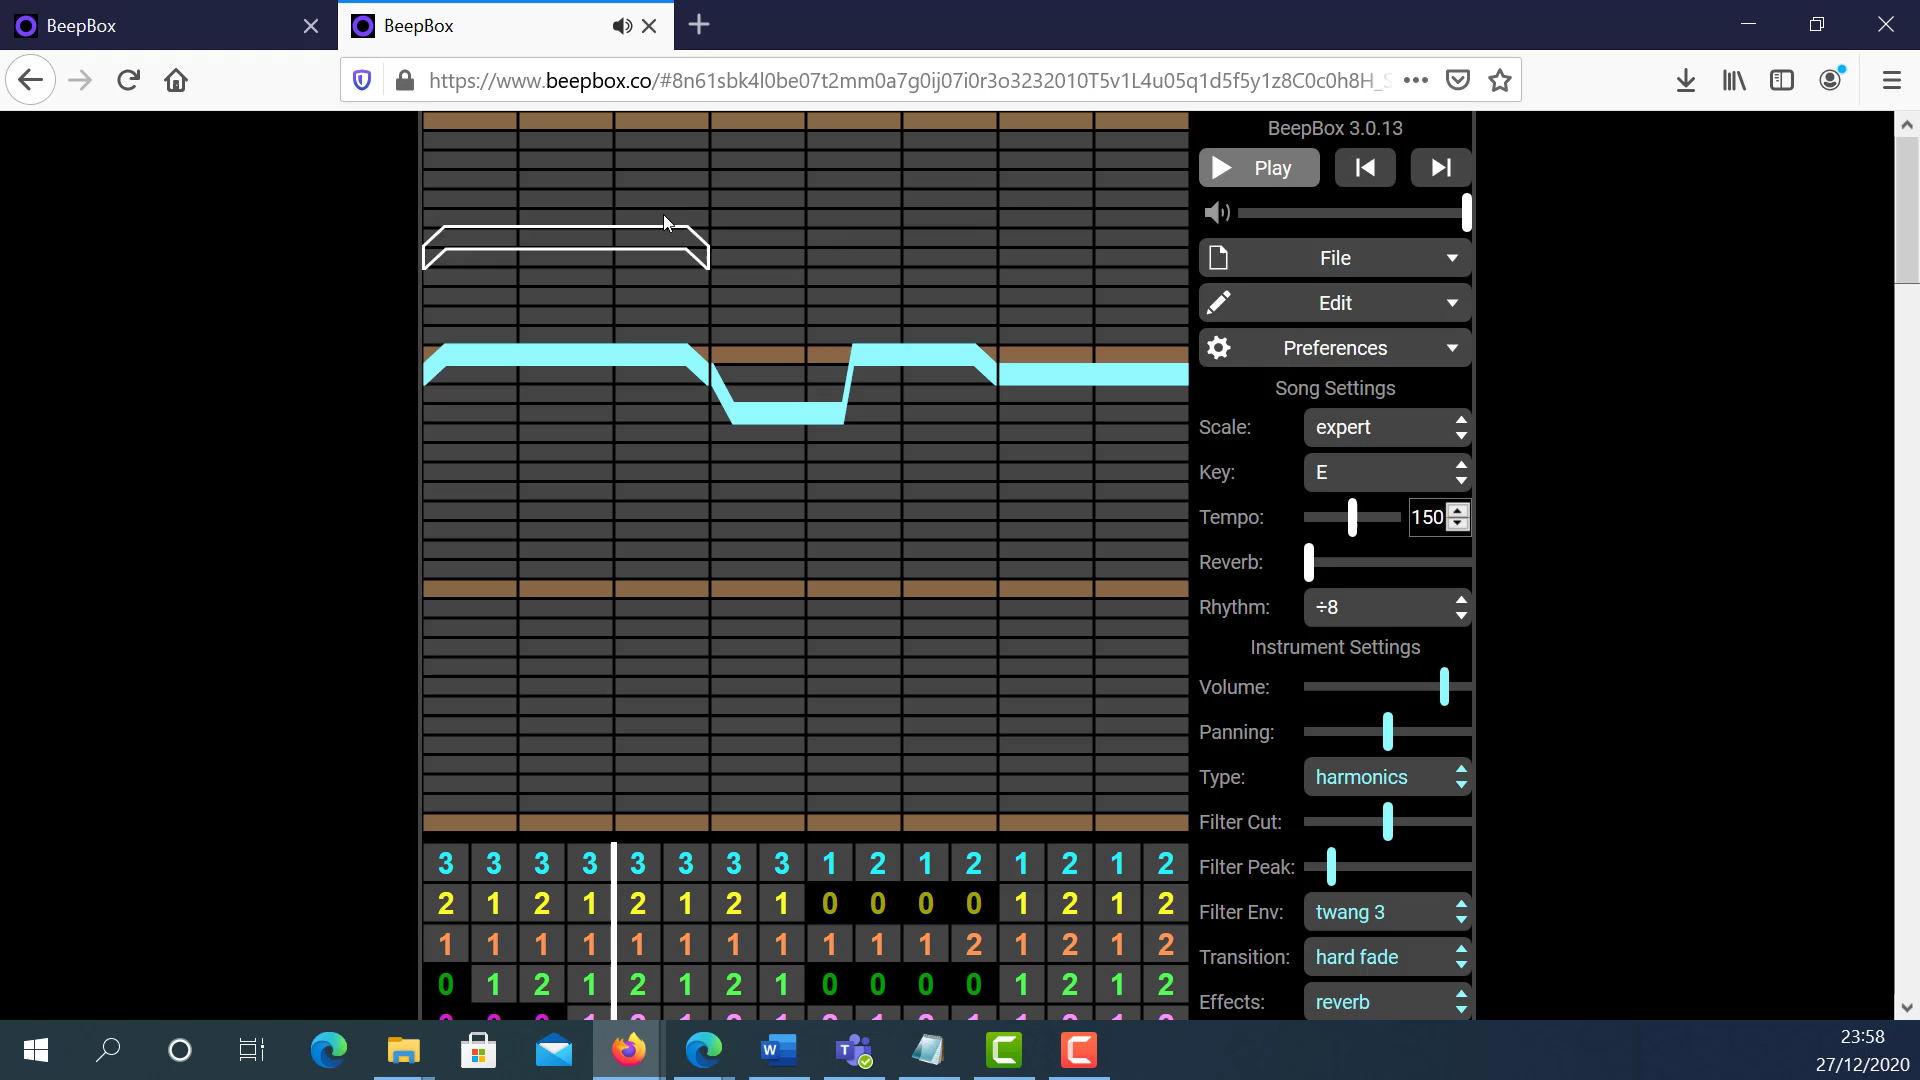 BeepBox
BeepBox
https://www.beepbox.co/#8n61sbk4l0be07t2mm0a7g0ij07i0r3o3232010T5v1L4u05q1d5f5y1z8C0c0h8H_S
BeepBox 3.0.13
Play
File
Edit
Preferences
Song Settings
Scale: expert
Key: E
Tempo: 150
Reverb:
Rhythm: ÷8
Instrument Settings
Volume:
Panning:
Type: harmonics
Filter Cut:
Filter Peak:
Filter Env: twang 3
Transition: hard fade
Effects: reverb
3 3 3 3 3 3 3 3 1 2 1 2 1 2 1 2
2 1 2 1 2 1 2 1 0 0 0 0 1 2 1 2
1 1 1 1 1 1 1 1 1 1 1 2 1 2 1 2
0 1 2 1 2 1 2 1 0 0 0 0 1 2 1 2
23:58
27/12/2020